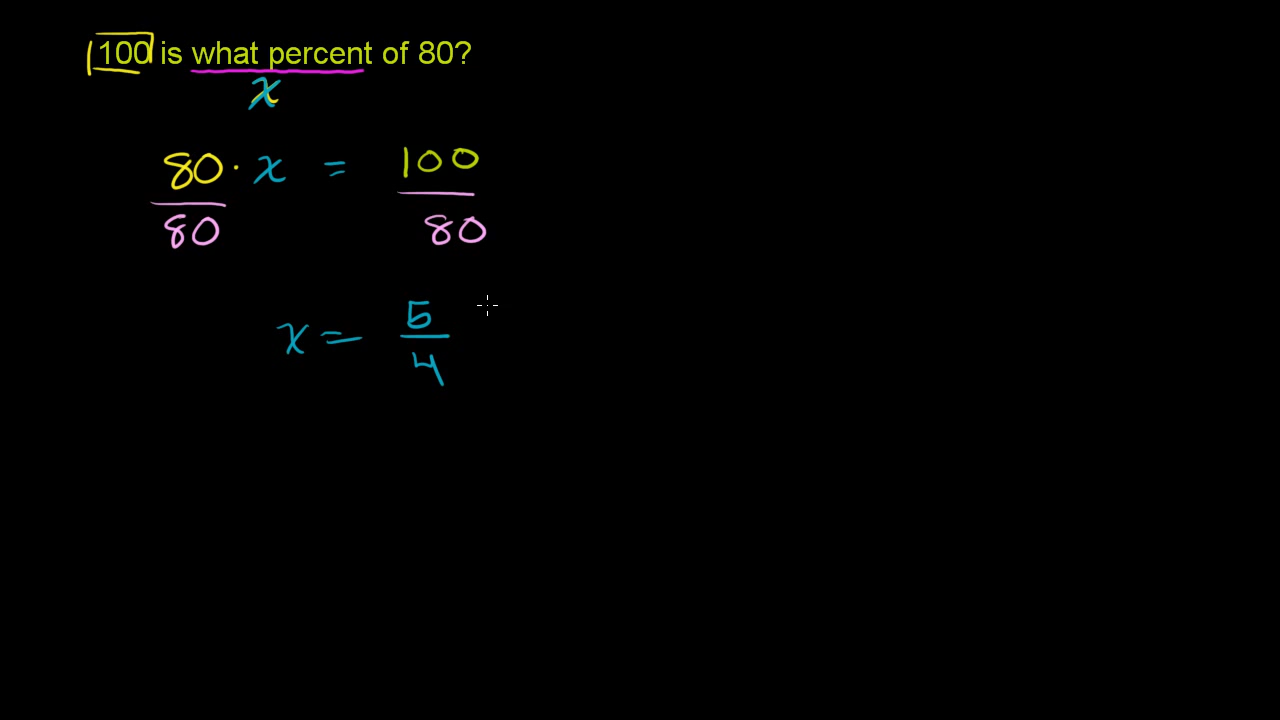 100 is what percent of 80?
x
80 · x = 100
80 80
x = 5
4